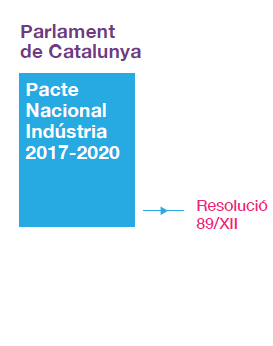 Parlament
de Catalunya
Pacte
Nacional
Indústria
2017-2020
Resolució
89/XII